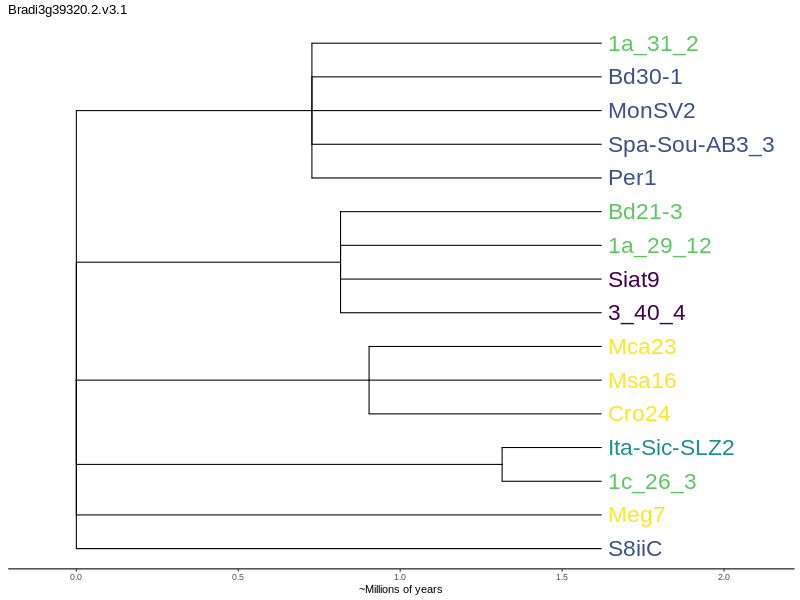 Bradi3g39320.2.v3.1
1a_31_2
Bd30-1
MonSV2
Spa-Sou-AB3_3
Per1
Bd21-3
1a_29_12
Siat9
3_40_4
Mca23
Msa16
Cro24
Ita-Sic-SLZ2
1c_26_3
Meg7
S8iiC
0.0 0.5 1.0 1.5 2.0
~Millions of years